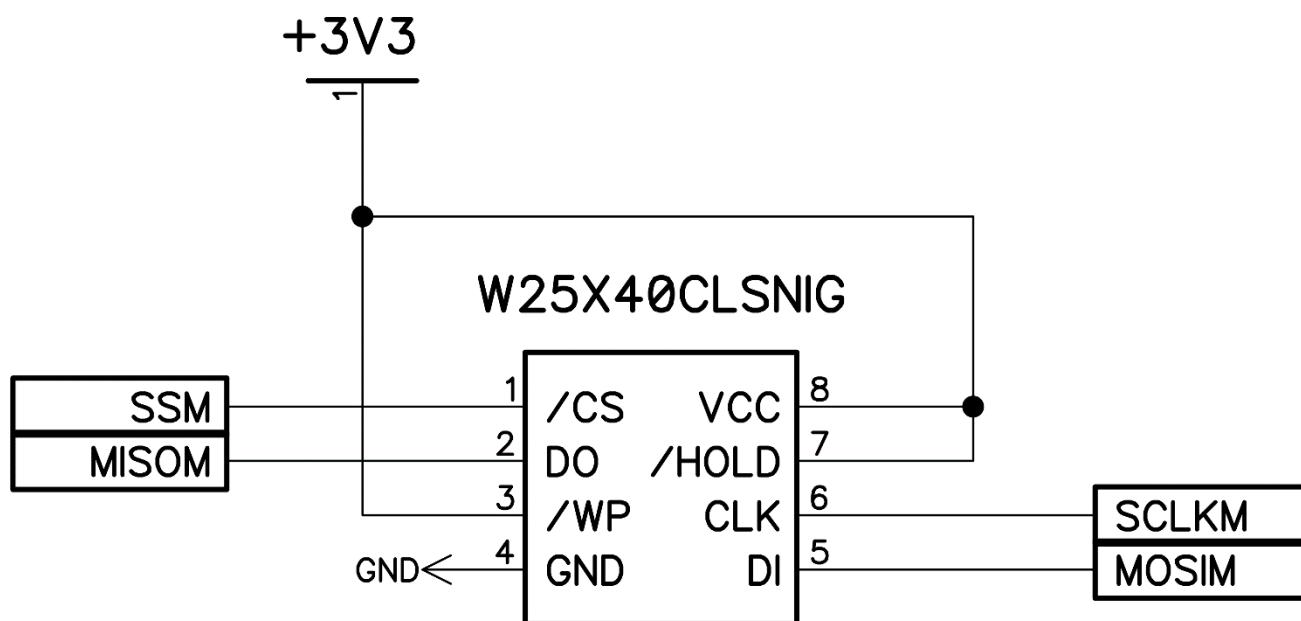 +3V3
1
W25X40CLSNIG
SSM 1 /CS VCC 8
MISOM 2 DO /HOLD 7
3 /WP CLK 6 SCLKM
GND 4 GND DI 5 MOSIM